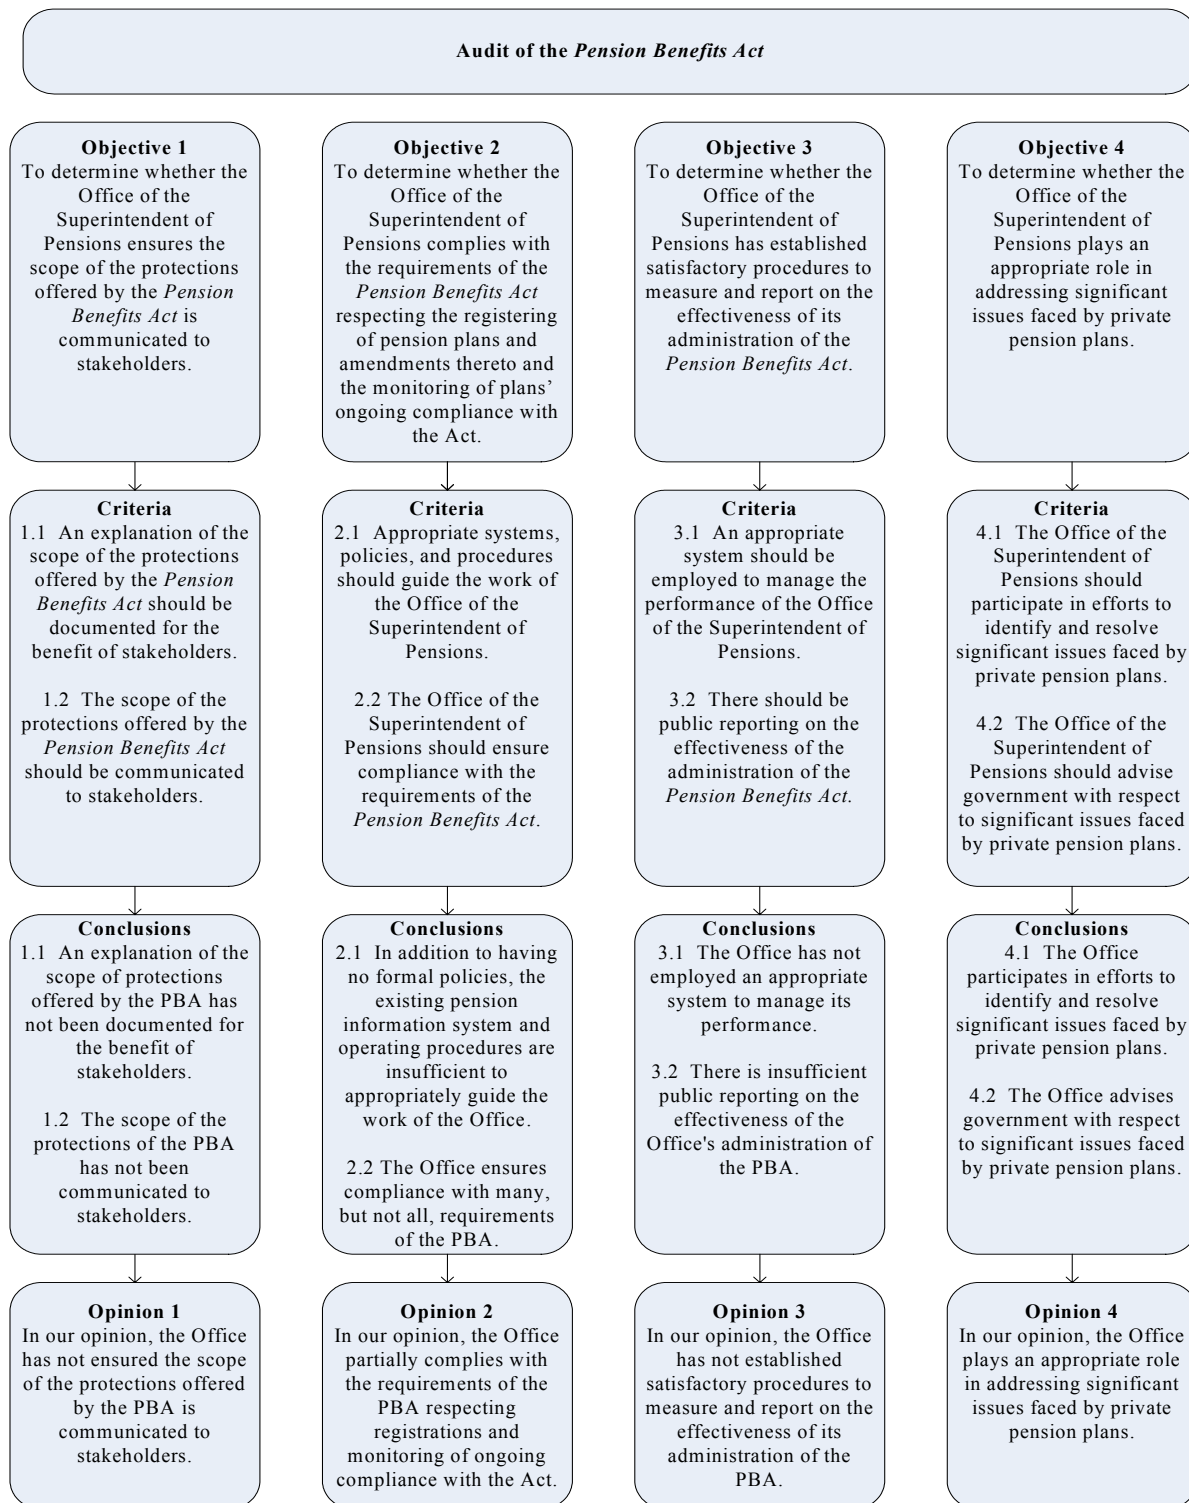 Audit of the Pension Benefits Act
Objective 1
To determine whether the
Office of the
Superintendent of
Pensions ensures the
scope of the protections
offered by the Pension
Benefits Act is
communicated to
stakeholders.
Objective 2
To determine whether the
Office of the
Superintendent of
Pensions complies with
the requirements of the
Pension Benefits Act
respecting the registering
of pension plans and
amendments thereto and
the monitoring of plans’
ongoing compliance with
the Act.
Objective 3
To determine whether the
Office of the
Superintendent of
Pensions has established
satisfactory procedures to
measure and report on the
effectiveness of its
administration of the
Pension Benefits Act.
Objective 4
To determine whether the
Office of the
Superintendent of
Pensions plays an
appropriate role in
addressing significant
issues faced by private
pension plans.
Criteria
1.1 An explanation of the
scope of the protections
offered by the Pension
Benefits Act should be
documented for the
benefit of stakeholders.
1.2 The scope of the
protections offered by the
Pension Benefits Act
should be communicated
to stakeholders.
Criteria
2.1 Appropriate systems,
policies, and procedures
should guide the work of
the Office of the
Superintendent of
Pensions.
2.2 The Office of the
Superintendent of
Pensions should ensure
compliance with the
requirements of the
Pension Benefits Act.
Criteria
3.1 An appropriate
system should be
employed to manage the
performance of the Office
of the Superintendent of
Pensions.
3.2 There should be
public reporting on the
effectiveness of the
administration of the
Pension Benefits Act.
Criteria
4.1 The Office of the
Superintendent of
Pensions should
participate in efforts to
identify and resolve
significant issues faced by
private pension plans.
4.2 The Office of the
Superintendent of
Pensions should advise
government with respect
to significant issues faced
by private pension plans.
Conclusions
1.1 An explanation of the
scope of protections
offered by the PBA has
not been documented for
the benefit of
stakeholders.
1.2 The scope of the
protections of the PBA
has not been
communicated to
stakeholders.
Conclusions
2.1 In addition to having
no formal policies, the
existing pension
information system and
operating procedures are
insufficient to
appropriately guide the
work of the Office.
2.2 The Office ensures
compliance with many,
but not all, requirements
of the PBA.
Conclusions
3.1 The Office has not
employed an appropriate
system to manage its
performance.
3.2 There is insufficient
public reporting on the
effectiveness of the
Office's administration of
the PBA.
Conclusions
4.1 The Office
participates in efforts to
identify and resolve
significant issues faced by
private pension plans.
4.2 The Office advises
government with respect
to significant issues faced
by private pension plans.
Opinion 1
In our opinion, the Office
has not ensured the scope
of the protections offered
by the PBA is
communicated to
stakeholders.
Opinion 2
In our opinion, the Office
partially complies with
the requirements of the
PBA respecting
registrations and
monitoring of ongoing
compliance with the Act.
Opinion 3
In our opinion, the Office
has not established
satisfactory procedures to
measure and report on the
effectiveness of its
administration of the
PBA.
Opinion 4
In our opinion, the Office
plays an appropriate role
in addressing significant
issues faced by private
pension plans.